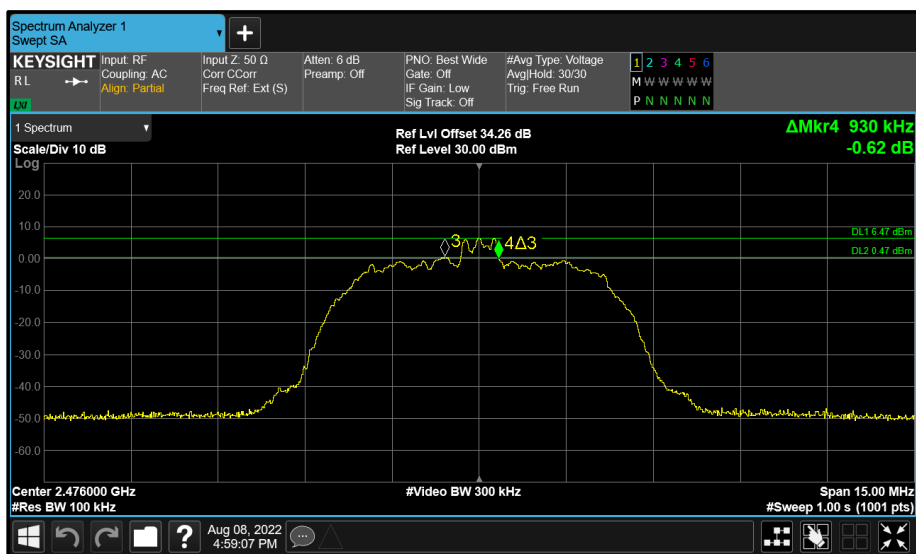 Spectrum Analyzer 1
Swept SA
KEYSIGHT
R L
LXI
Input: RF
Coupling: AC
Align: Partial
Input Z: 50 Ω
Corr CCorr
Freq Ref: Ext (S)
Atten: 6 dB
Preamp: Off
PNO: Best Wide
Gate: Off
IF Gain: Low
Sig Track: Off
#Avg Type: Voltage
Avg|Hold: 30/30
Trig: Free Run
1 2 3 4 5 6
M W W W W W
P N N N N N
1 Spectrum
Scale/Div 10 dB
Log
Ref Lvl Offset 34.26 dB
Ref Level 30.00 dBm
ΔMkr4 930 kHz
-0.62 dB
20.0
10.0
0.00
-10.0
-20.0
-30.0
-40.0
-50.0
-60.0
3
4Δ3
DL1 6.47 dBm
DL2 0.47 dBm
Center 2.476000 GHz
#Res BW 100 kHz
#Video BW 300 kHz
Span 15.00 MHz
#Sweep 1.00 s (1001 pts)
Aug 08, 2022
4:59:07 PM